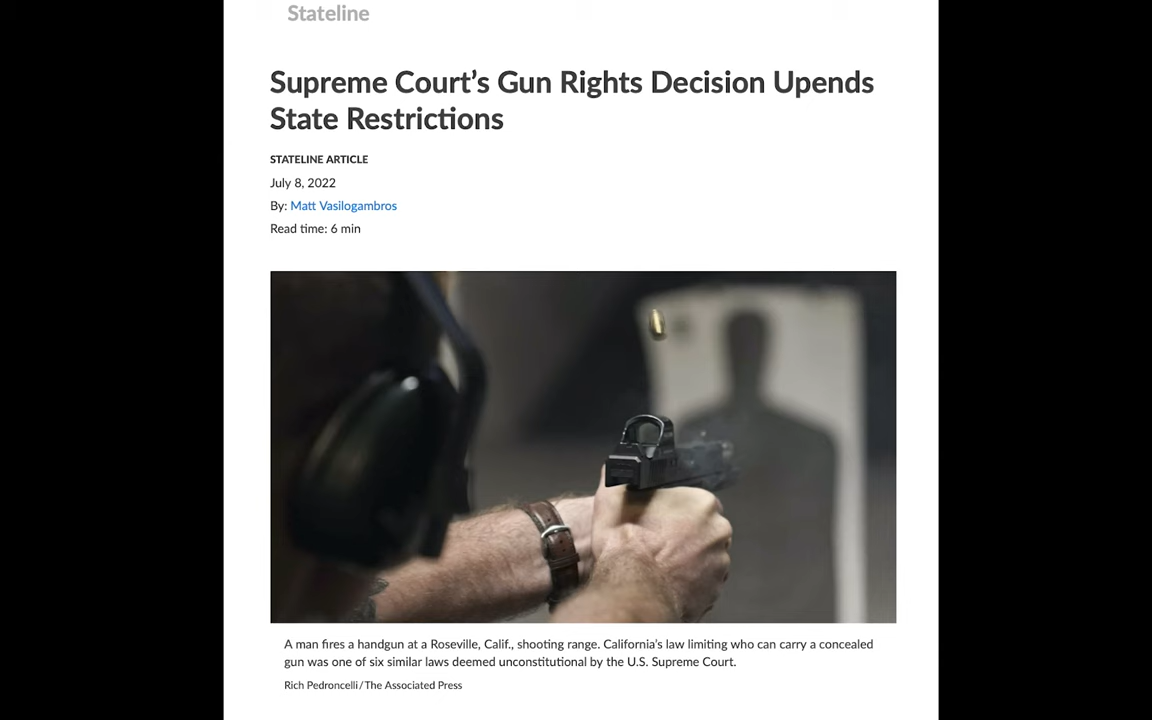 Stateline
Supreme Court’s Gun Rights Decision Upends
State Restrictions
STATELINE ARTICLE
July 8, 2022
By: Matt Vasilogambros
Read time: 6 min
A man fires a handgun at a Roseville, Calif., shooting range. California’s law limiting who can carry a concealed
gun was one of six similar laws deemed unconstitutional by the U.S. Supreme Court.
Rich Pedroncelli/The Associated Press